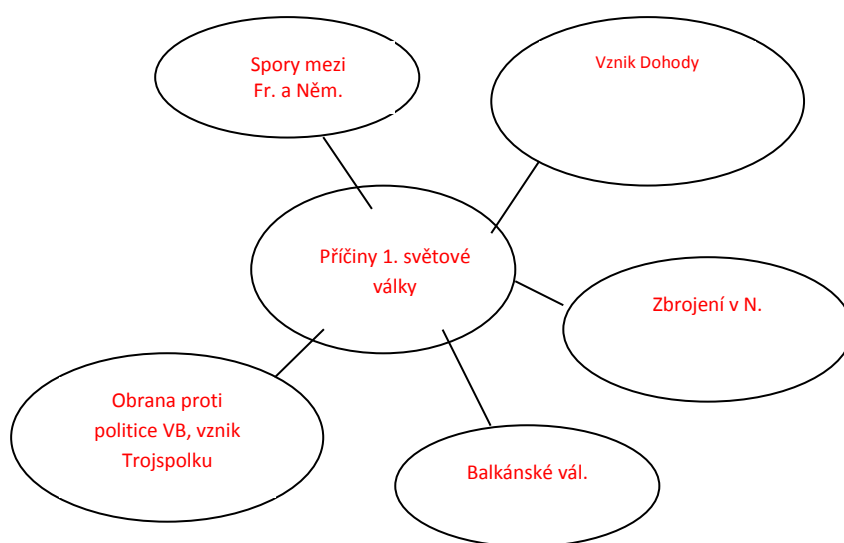 Spory mezi
Fr. a Něm.
Vznik Dohody
Příčiny 1. světové
války
Zbrojení v N.
Obrana proti
politice VB, vznik
Trojspolku
Balkánské vál.